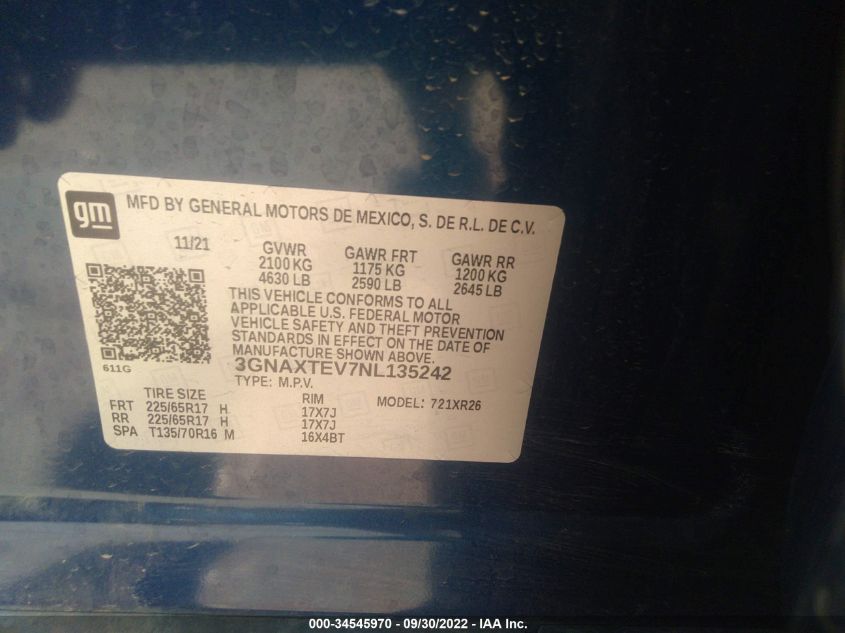 gm
MFD BY GENERAL MOTORS DE MEXICO, S. DE R.L. DE C.V.
11/21 GVWR GAWR FRT GAWR RR
2100 KG 1175 KG 1200 KG
4630 LB 2590 LB 2645 LB
THIS VEHICLE CONFORMS TO ALL
APPLICABLE U.S. FEDERAL MOTOR
VEHICLE SAFETY AND THEFT PREVENTION
STANDARDS IN EFFECT ON THE DATE OF
MANUFACTURE SHOWN ABOVE.
611G 3GNAXTEV7NL135242
TYPE: M.P.V.
TIRE SIZE RIM MODEL: 721XR26
FRT 225/65R17 H 17X7J
RR 225/65R17 H 17X7J
SPA T135/70R16 M 16X4BT
000-34545970 - 09/30/2022 - IAA Inc.